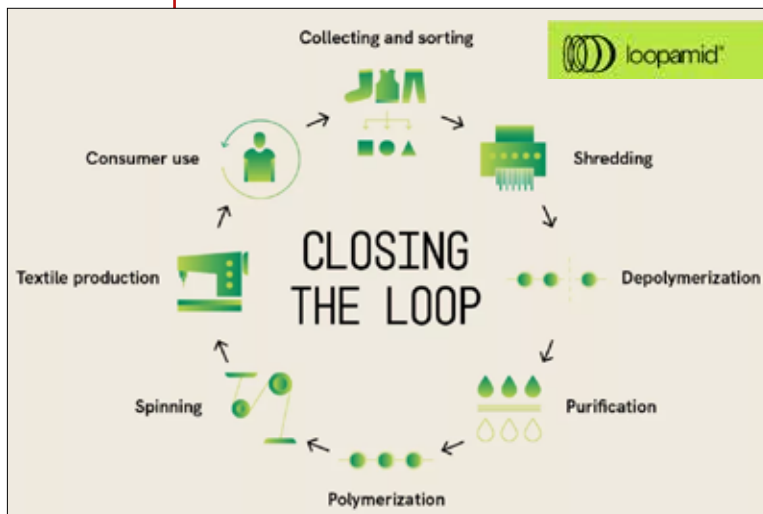 Collecting and sorting
loopamid®
Shredding
Depolymerization
Purification
Polymerization
Spinning
Textile production
Consumer use
CLOSING
THE LOOP